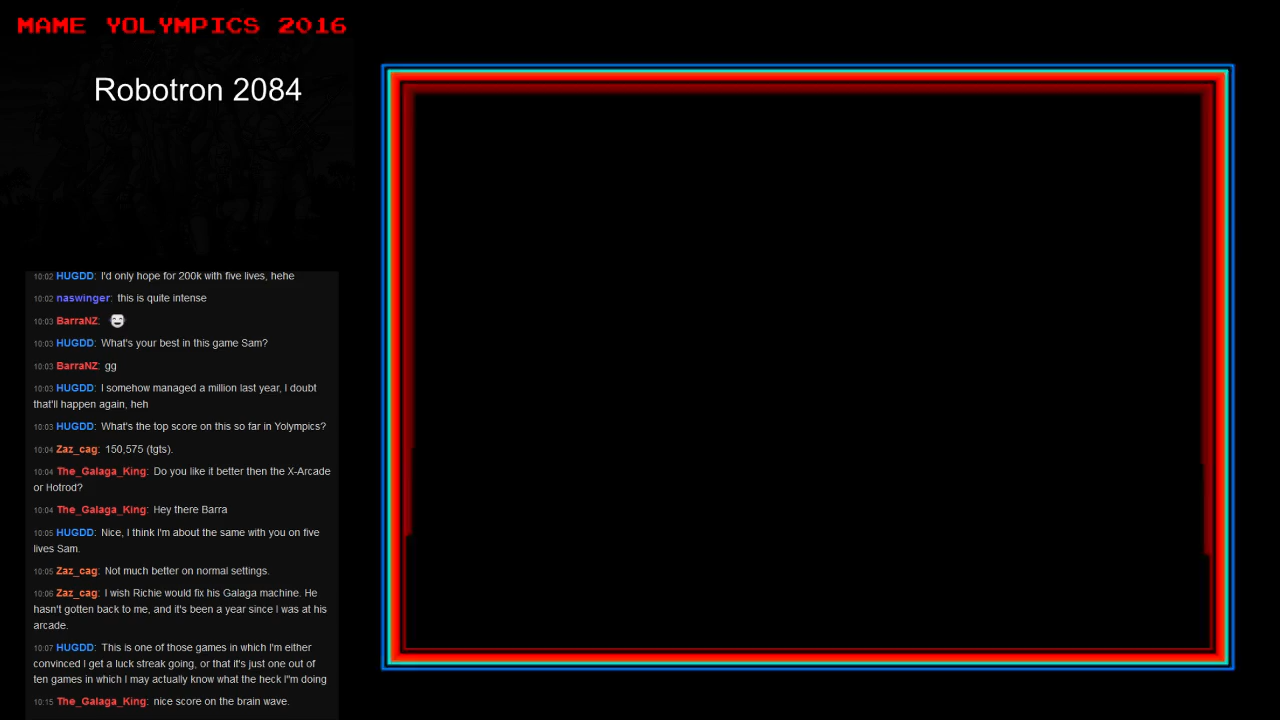 MAME YOLYMPICS 2016
Robotron 2084
10:02 HUGDD: I'd only hope for 200k with five lives, hehe
10:02 naswinger: this is quite intense
10:03 BarraNZ:
10:03 HUGDD: What's your best in this game Sam?
10:03 BarraNZ: gg
10:03 HUGDD: I somehow managed a million last year, I doubt
that'll happen again, heh
10:03 HUGDD: What's the top score on this so far in Yolympics?
10:04 Zaz_cag: 150,575 (tgts).
10:04 The_Galaga_King: Do you like it better then the X-Arcade
or Hotrod?
10:04 The_Galaga_King: Hey there Barra
10:05 HUGDD: Nice, I think I'm about the same with you on five
lives Sam.
10:05 Zaz_cag: Not much better on normal settings.
10:06 Zaz_cag: I wish Richie would fix his Galaga machine. He
hasn't gotten back to me, and it's been a year since I was at his
arcade.
10:07 HUGDD: This is one of those games in which I'm either
convinced I get a luck streak going, or that it's just one out of
ten games in which I may actually know what the heck I"m doing
10:15 The_Galaga_King: nice score on the brain wave.